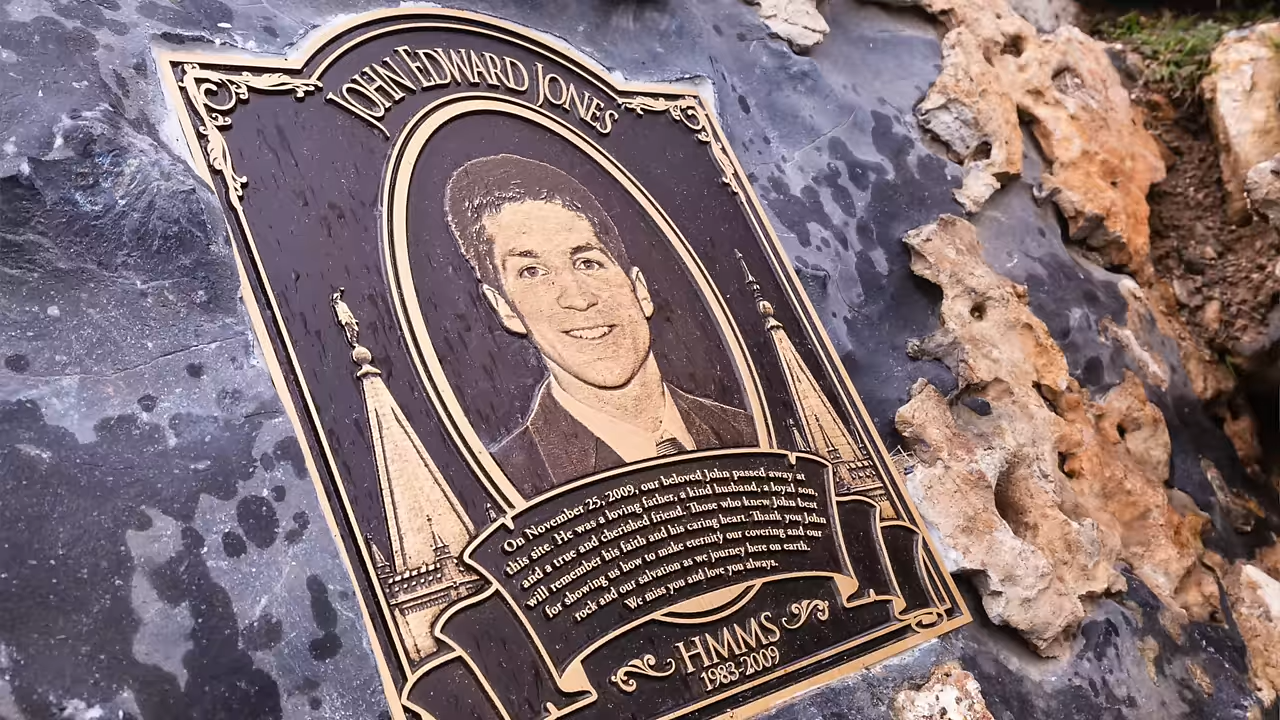 JOHN EDWARD JONES
On November 25, 2009, our beloved John passed away at
this site. He was a loving father, a kind husband, a loyal son,
and a true and cherished friend. Those who knew John best
will remember his faith and his caring heart. Thank you John
for showing us how to make eternity our covering and our
rock and our salvation as we journey here on earth.
We miss you and love you always.
HMMS
1983-2009